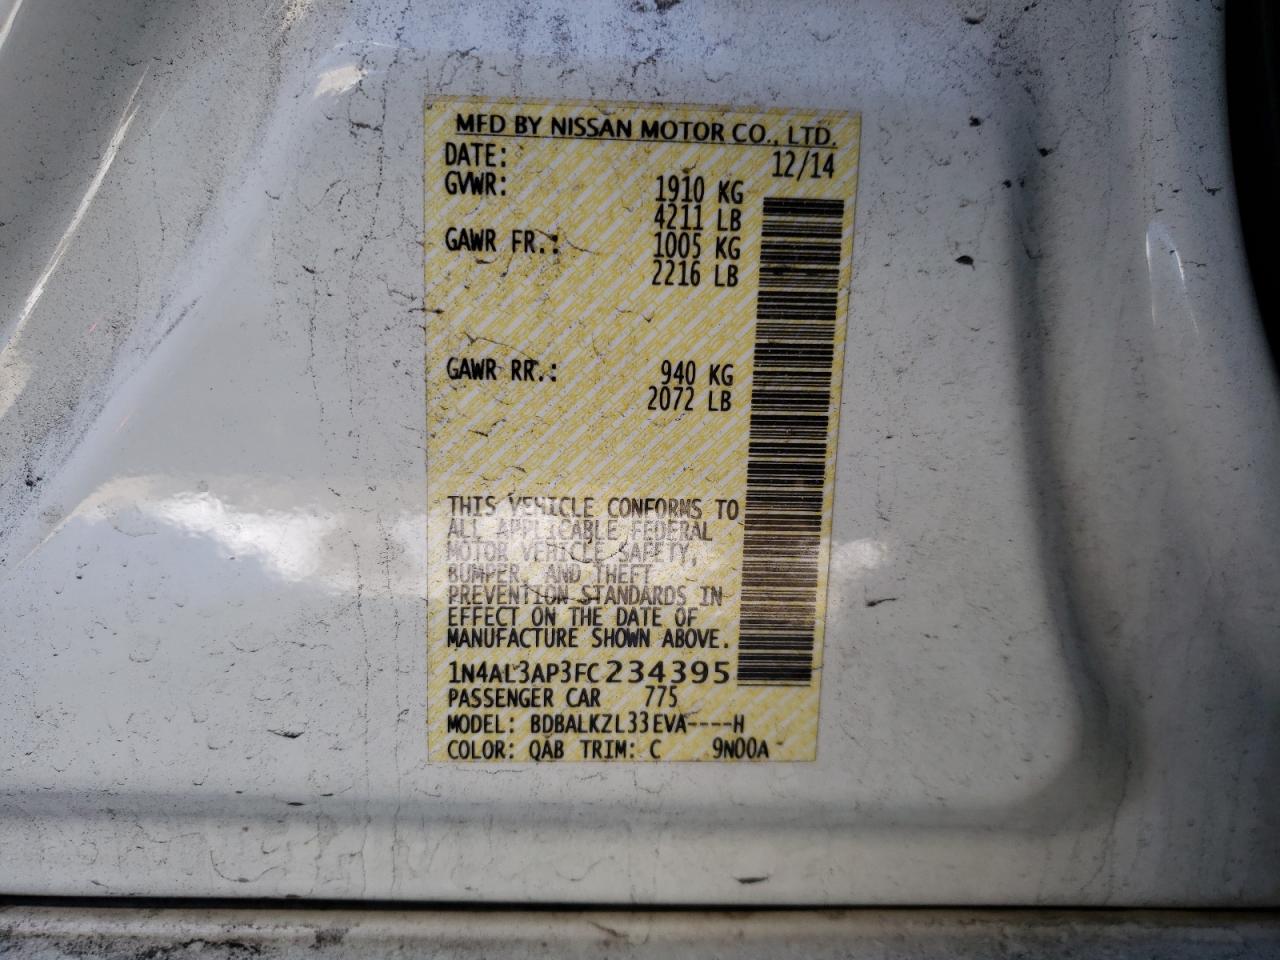 MFD BY NISSAN MOTOR CO., LTD.
DATE: 12/14
GVWR: 1910 KG
4211 LB
GAWR FR.: 1005 KG
2216 LB
GAWR RR.: 940 KG
2072 LB
THIS VEHICLE CONFORMS TO
ALL APPLICABLE FEDERAL
MOTOR VEHICLE SAFETY,
BUMPER, AND THEFT
PREVENTION STANDARDS IN
EFFECT ON THE DATE OF
MANUFACTURE SHOWN ABOVE.
1N4AL3AP3FC234395
PASSENGER CAR 775
MODEL: BDBALKZL33EVA----H
COLOR: QAB TRIM: C 9N00A